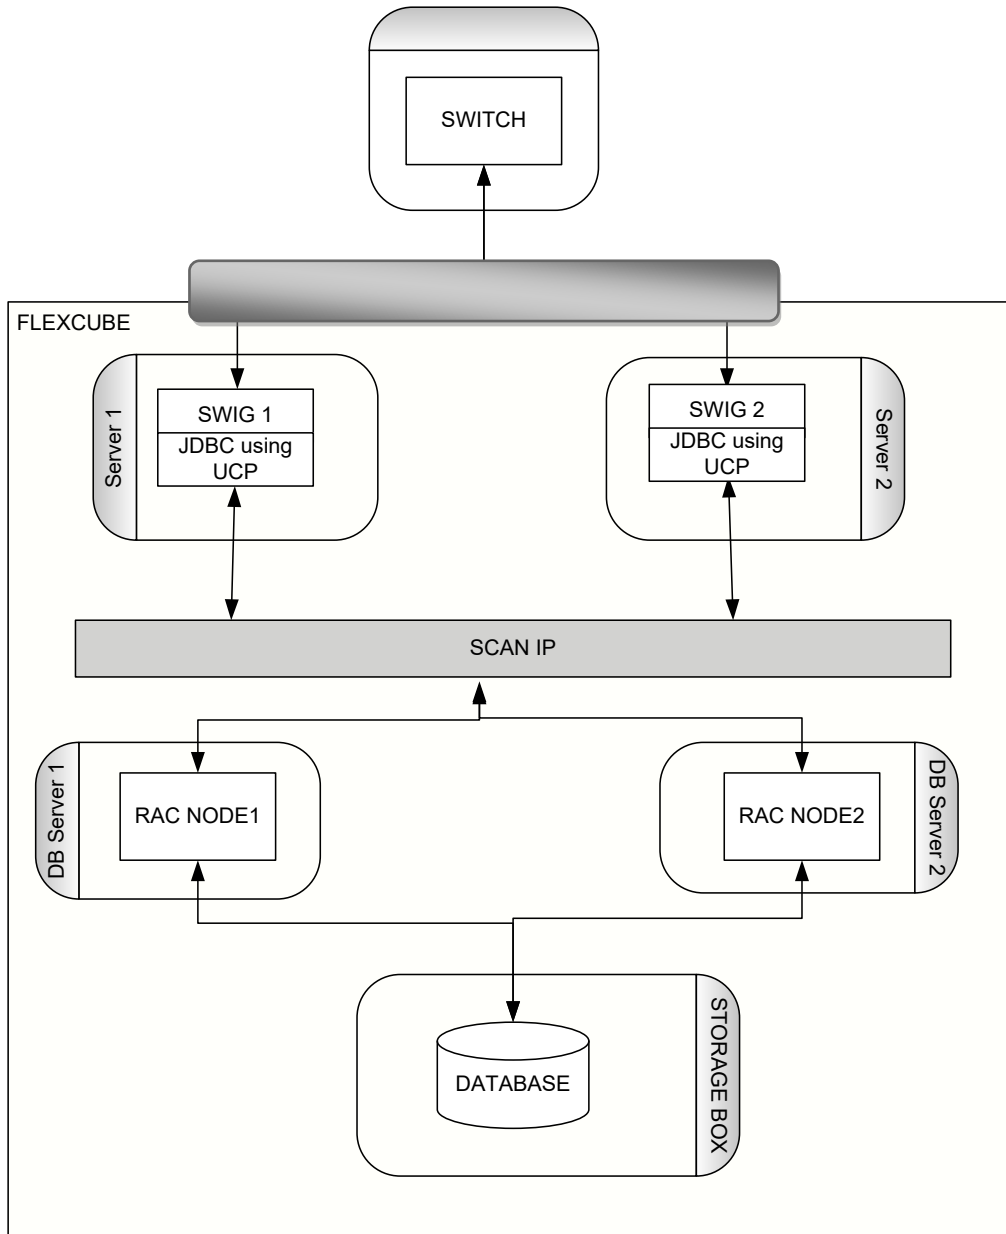 SWITCH
FLEXCUBE
Server 1
SWIG 1
JDBC using
UCP
SWIG 2
JDBC using
UCP
Server 2
SCAN IP
DB Server 1
RAC NODE1
RAC NODE2
DB Server 2
DATABASE
STORAGE BOX